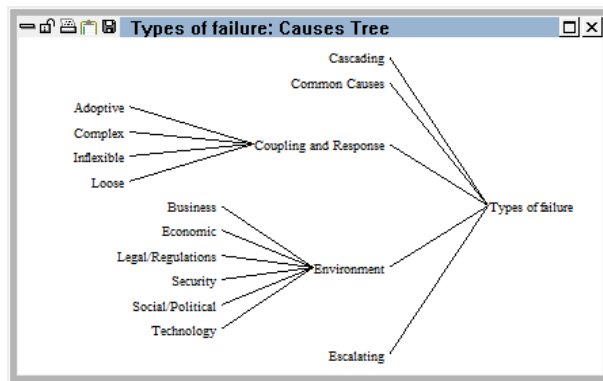 Types of failure: Causes Tree
Cascading
Common Causes
Adoptive
Complex
Coupling and Response
Inflexible
Loose
Business
Types of failure
Economic
Legal/Regulations
Environment
Security
Social/Political
Technology
Escalating